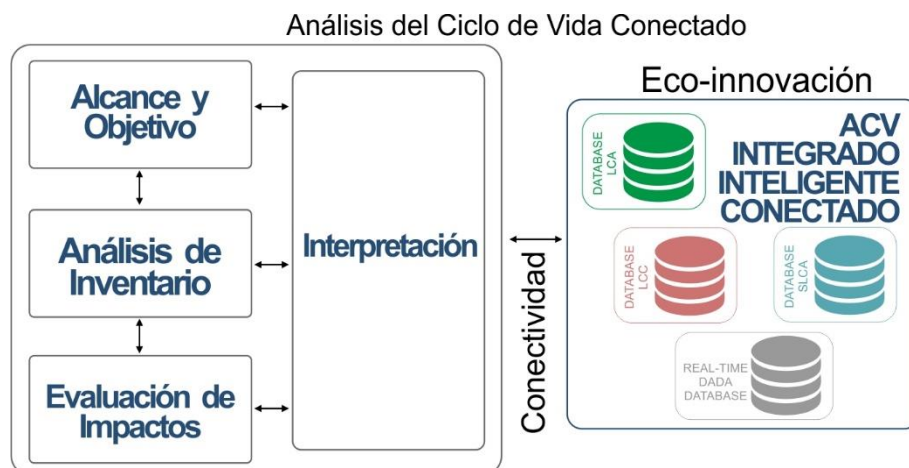 Análisis del Ciclo de Vida Conectado
Alcance y
Objetivo
Análisis de
Inventario
Evaluación de
Impactos
Interpretación
Conectividad
Eco-innovación
ACV
INTEGRADO
INTELIGENTE
CONECTADO
DATABASE
LCA
DATABASE
LCC
DATABASE
SLCA
REAL-TIME
DADA
DATABASE